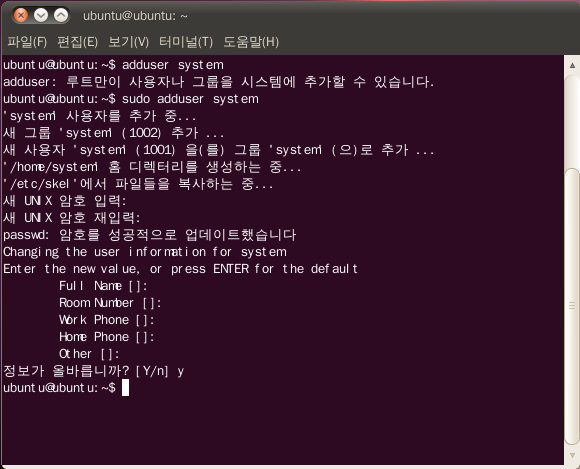 ubuntu@ubuntu: ~
파일(F) 편집(E) 보기(V) 터미널(T) 도움말(H)
ubuntu@ubuntu:~$ adduser system
adduser: 루트만이 사용자나 그룹을 시스템에 추가할 수 있습니다.
ubuntu@ubuntu:~$ sudo adduser system
'system' 사용자를 추가 중...
새 그룹 'system' (1002) 추가 ...
새 사용자 'system' (1001) 을(를) 그룹 'system' (으)로 추가 ...
'/home/system' 홈 디렉터리를 생성하는 중...
'/etc/skel'에서 파일들을 복사하는 중...
새 UNIX 암호 입력:
새 UNIX 암호 재입력:
passwd: 암호를 성공적으로 업데이트했습니다
Changing the user information for system
Enter the new value, or press ENTER for the default
Full Name []:
Room Number []:
Work Phone []:
Home Phone []:
Other []:
정보가 올바릅니까? [Y/n] y
ubuntu@ubuntu:~$